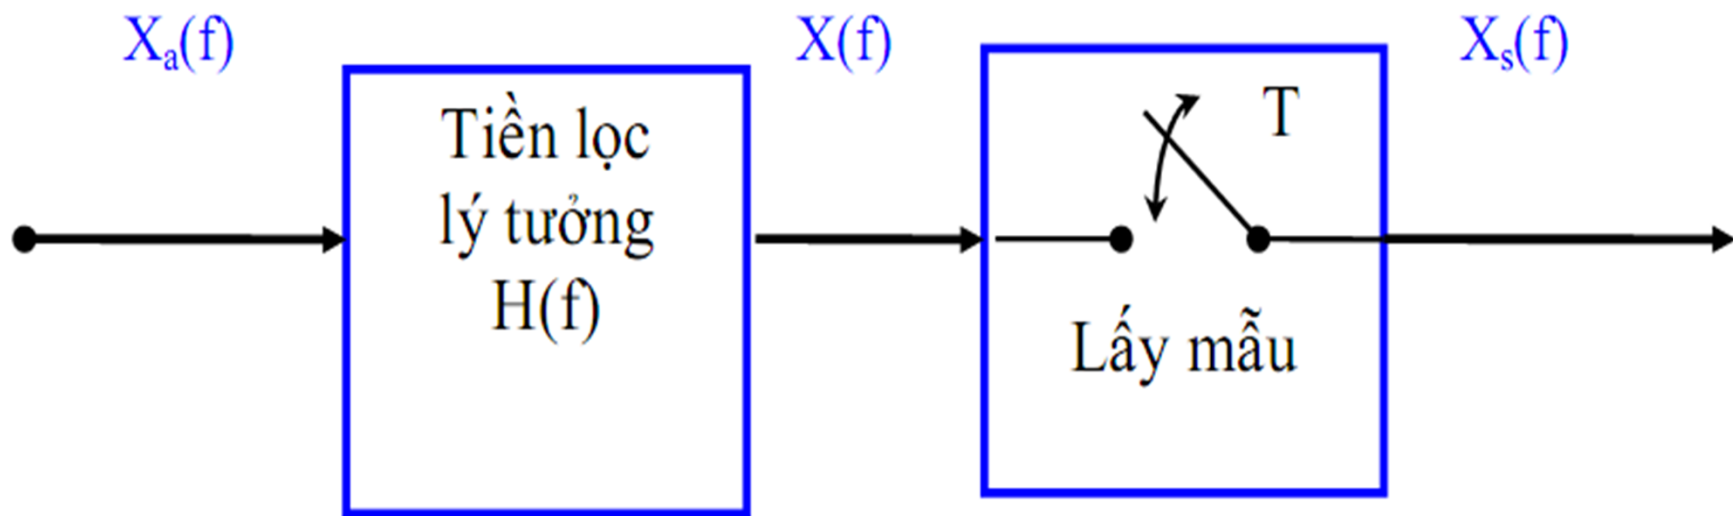 Xₐ(f)
X(f)
Xₛ(f)
Tiền lọc
lý tưởng
H(f)
T
Lấy mẫu